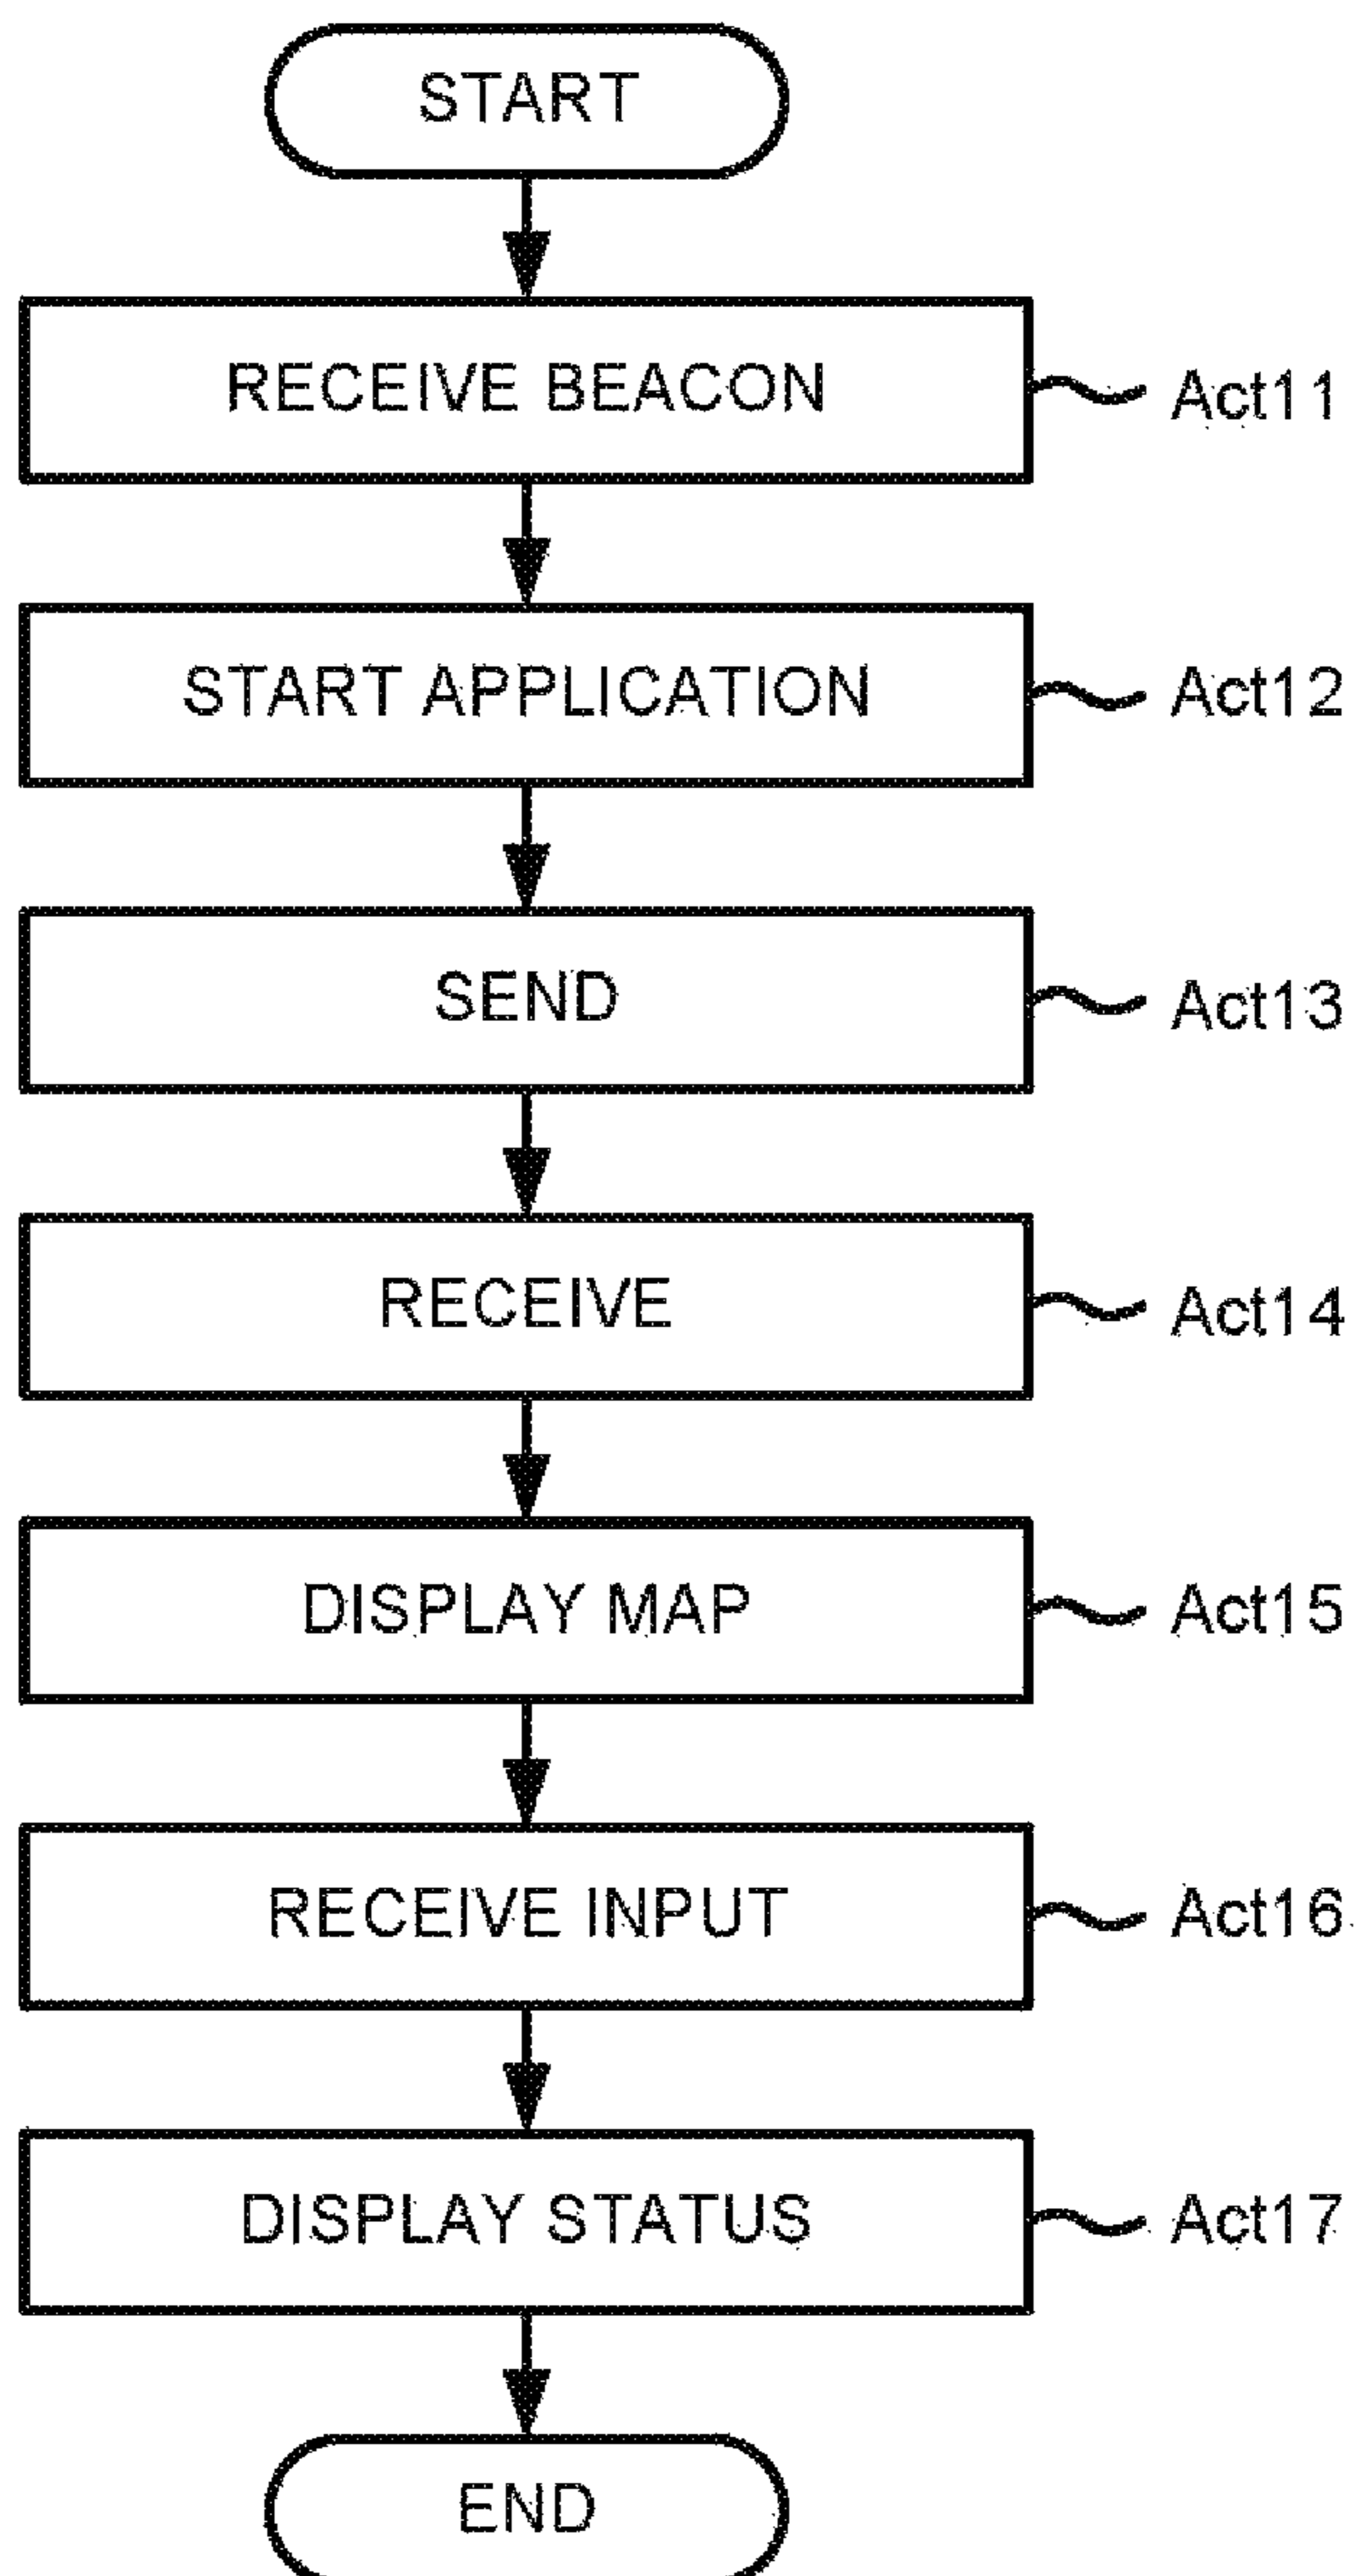 START
RECEIVE BEACON
Act11
START APPLICATION
Act12
SEND
Act13
RECEIVE
Act14
DISPLAY MAP
Act15
RECEIVE INPUT
Act16
DISPLAY STATUS
Act17
END